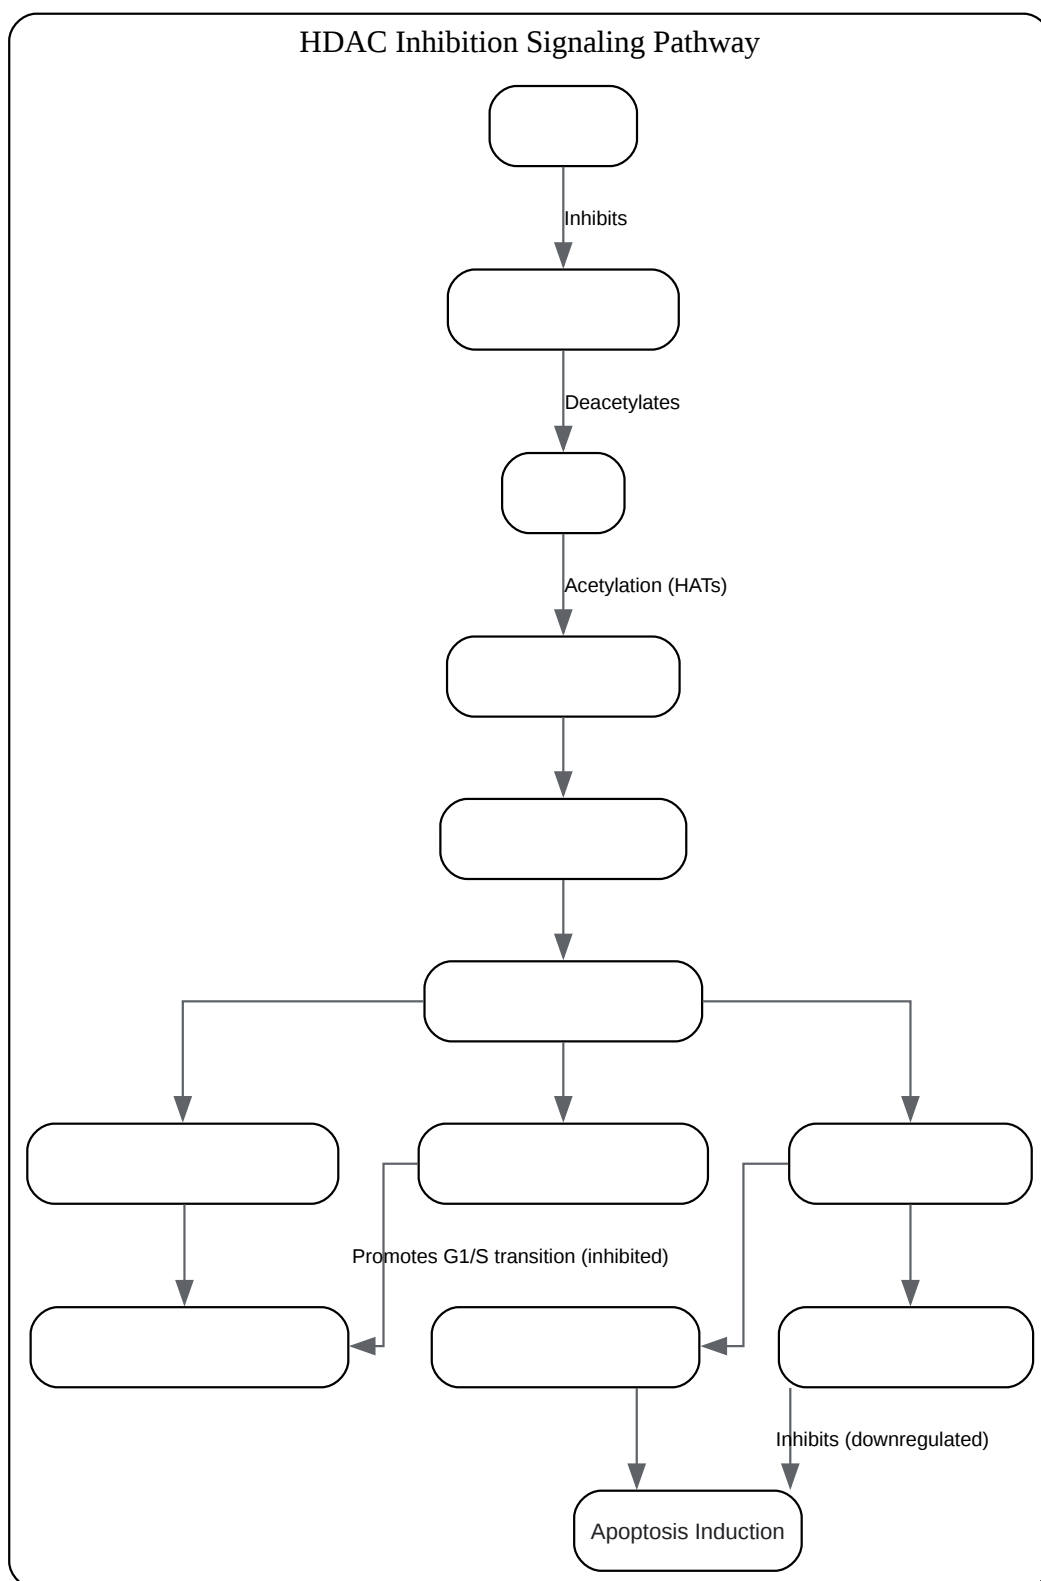 HDAC Inhibition Signaling Pathway
Inhibits
Deacetylates
Acetylation (HATs)
Promotes G1/S transition (inhibited)
Inhibits (downregulated)
Apoptosis Induction